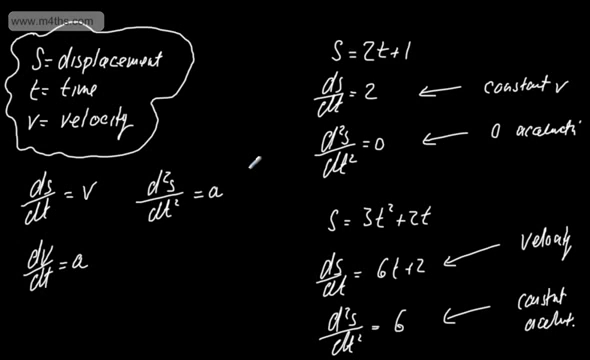 www.m4ths.com
S = displacement
t = time
v = velocity
ds/dt = v
d²s/dt² = a
dv/dt = a
S = 2t+1
ds/dt = 2 ← constant v
d²s/dt² = 0 ← 0 acceleration
S = 3t²+2t
ds/dt = 6t+2 ← velocity
d²s/dt² = 6 ← constant